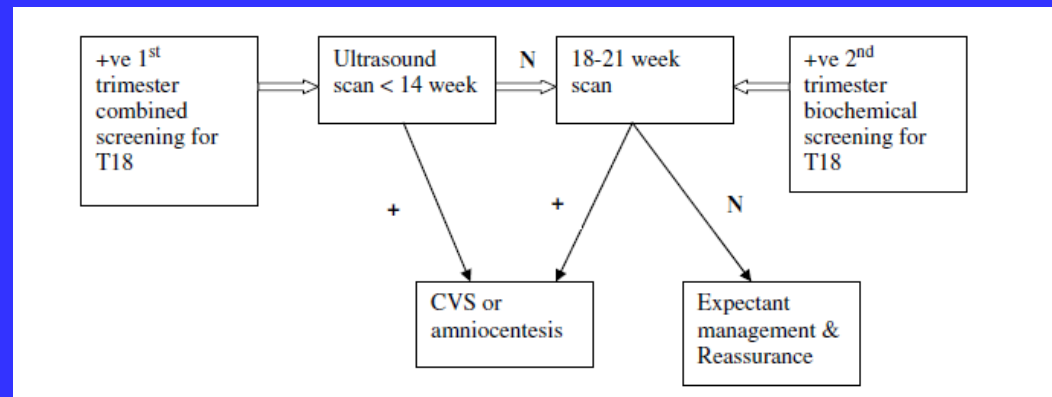 +ve 1st
trimester
combined
screening for
T18
Ultrasound
scan < 14 week
N
18-21 week
scan
+ve 2nd
trimester
biochemical
screening for
T18
+
+
N
CVS or
amniocentesis
Expectant
management &
Reassurance